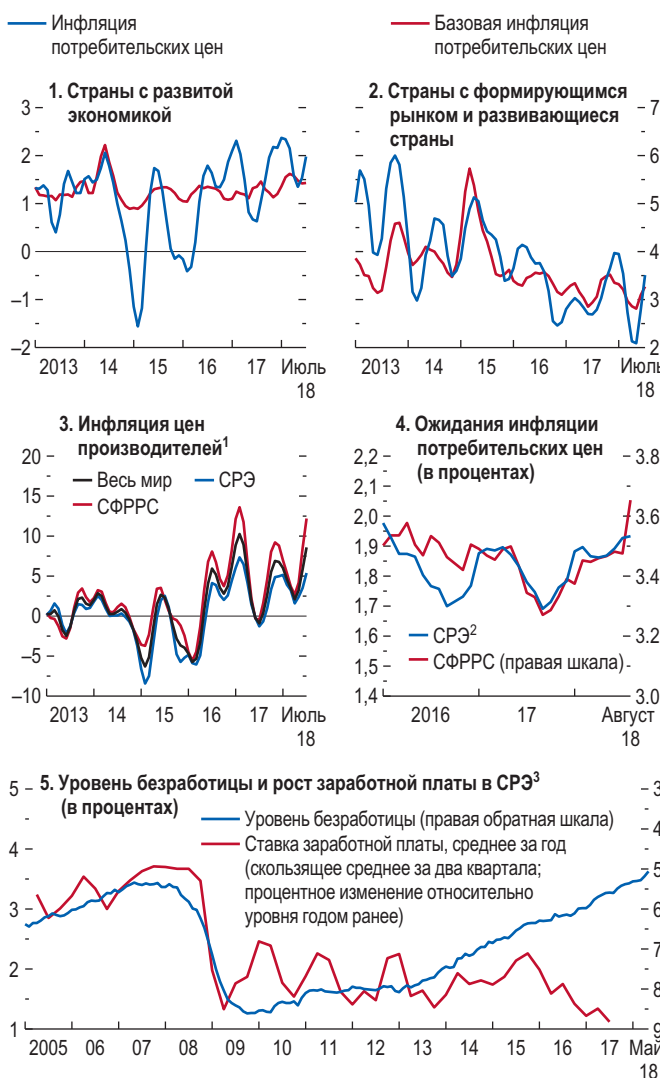 Инфляция
потребительских цен
Базовая инфляция
потребительских цен
1. Страны с развитой
экономикой
3
2
1
0
–1
–2
2013 14 15 16 17 Июль
18
2. Страны с формирующимся
рынком и развивающиеся
страны
7
6
5
4
3
2
2013 14 15 16 17 Июль
18
3. Инфляция цен
производителей1
Весь мир СРЭ
СФРРС
20
15
10
5
0
–5
–10
2013 14 15 16 17 Июль
18
4. Ожидания инфляции
потребительских цен
(в процентах)
2,2
2,1
2,0
1,9
1,8
1,7
1,6
1,5
1,4
3.8
3.6
3.4
3.2
3.0
СРЭ2
СФРРС (правая шкала)
2016 17 Август
18
5. Уровень безработицы и рост заработной платы в СРЭ3
(в процентах)
Уровень безработицы (правая обратная шкала)
Ставка заработной платы, среднее за год
(скользящее среднее за два квартала;
процентное изменение относительно
уровня годом ранее)
5
4
3
2
1
3
4
5
6
7
8
9
2005 06 07 08 09 10 11 12 13 14 15 16 17 Май
18